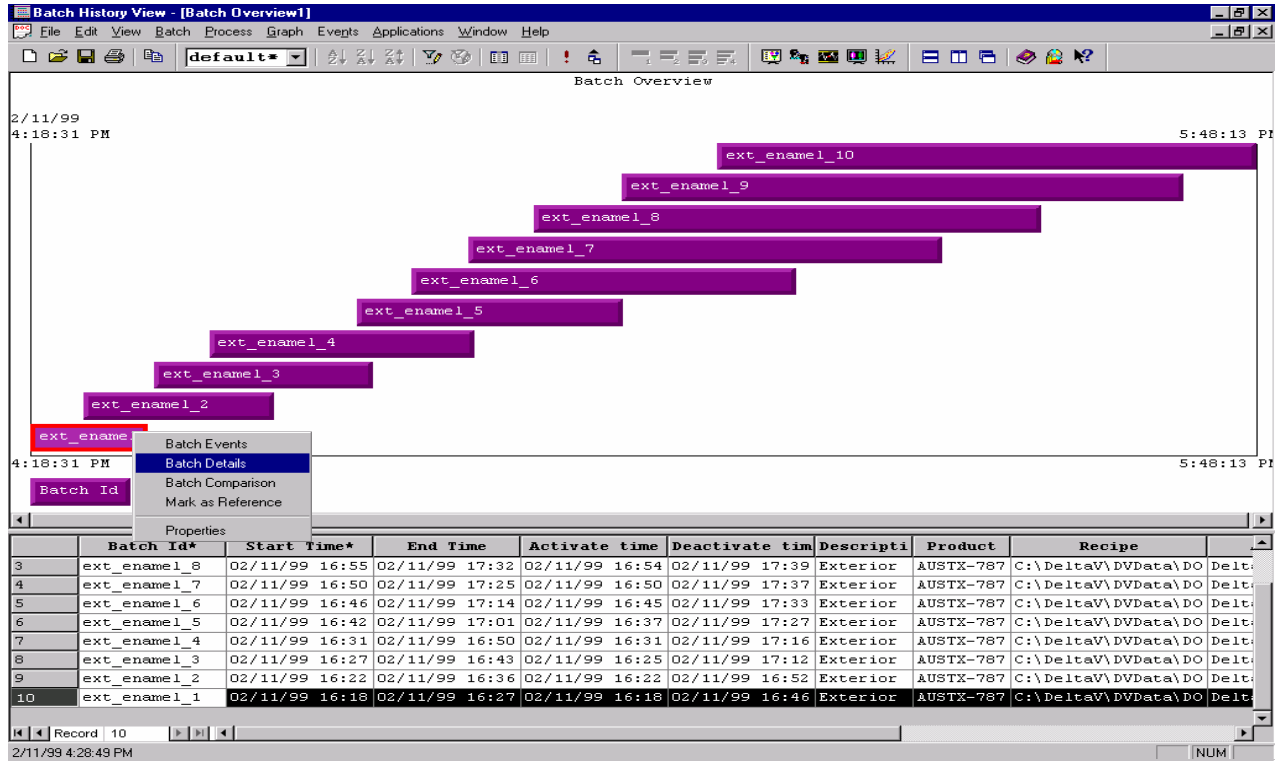 Batch History View - [Batch Overview1]
File Edit View Batch Process Graph Events Applications Window Help
default*
Batch Overview
2/11/99
4:18:31 PM 5:48:13 PM
ext_enamel_10
ext_enamel_9
ext_enamel_8
ext_enamel_7
ext_enamel_6
ext_enamel_5
ext_enamel_4
ext_enamel_3
ext_enamel_2
ext_enamel
Batch Events
4:18:31 PM Batch Details 5:48:13 PM
Batch Id Batch Comparison
Mark as Reference
Properties
Batch Id* Start Time* End Time Activate time Deactivate tim Descripti Product Recipe
3 ext_enamel_8 02/11/99 16:55 02/11/99 17:32 02/11/99 16:54 02/11/99 17:39 Exterior AUSTX-787 C:\DeltaV\DVData\DO Delt
4 ext_enamel_7 02/11/99 16:50 02/11/99 17:25 02/11/99 16:50 02/11/99 17:37 Exterior AUSTX-787 C:\DeltaV\DVData\DO Delt
5 ext_enamel_6 02/11/99 16:46 02/11/99 17:14 02/11/99 16:45 02/11/99 17:33 Exterior AUSTX-787 C:\DeltaV\DVData\DO Delt
6 ext_enamel_5 02/11/99 16:42 02/11/99 17:01 02/11/99 16:37 02/11/99 17:27 Exterior AUSTX-787 C:\DeltaV\DVData\DO Delt
7 ext_enamel_4 02/11/99 16:31 02/11/99 16:50 02/11/99 16:31 02/11/99 17:16 Exterior AUSTX-787 C:\DeltaV\DVData\DO Delt
8 ext_enamel_3 02/11/99 16:27 02/11/99 16:43 02/11/99 16:25 02/11/99 17:12 Exterior AUSTX-787 C:\DeltaV\DVData\DO Delt
9 ext_enamel_2 02/11/99 16:22 02/11/99 16:36 02/11/99 16:22 02/11/99 16:52 Exterior AUSTX-787 C:\DeltaV\DVData\DO Delt
10 ext_enamel_1 02/11/99 16:18 02/11/99 16:27 02/11/99 16:18 02/11/99 16:46 Exterior AUSTX-787 C:\DeltaV\DVData\DO Delt
Record 10
2/11/99 4:28:49 PM NUM